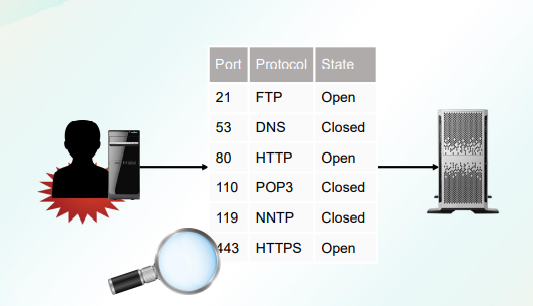 Port Protocol State
21 FTP Open
53 DNS Closed
80 HTTP Open
110 POP3 Closed
119 NNTP Closed
443 HTTPS Open